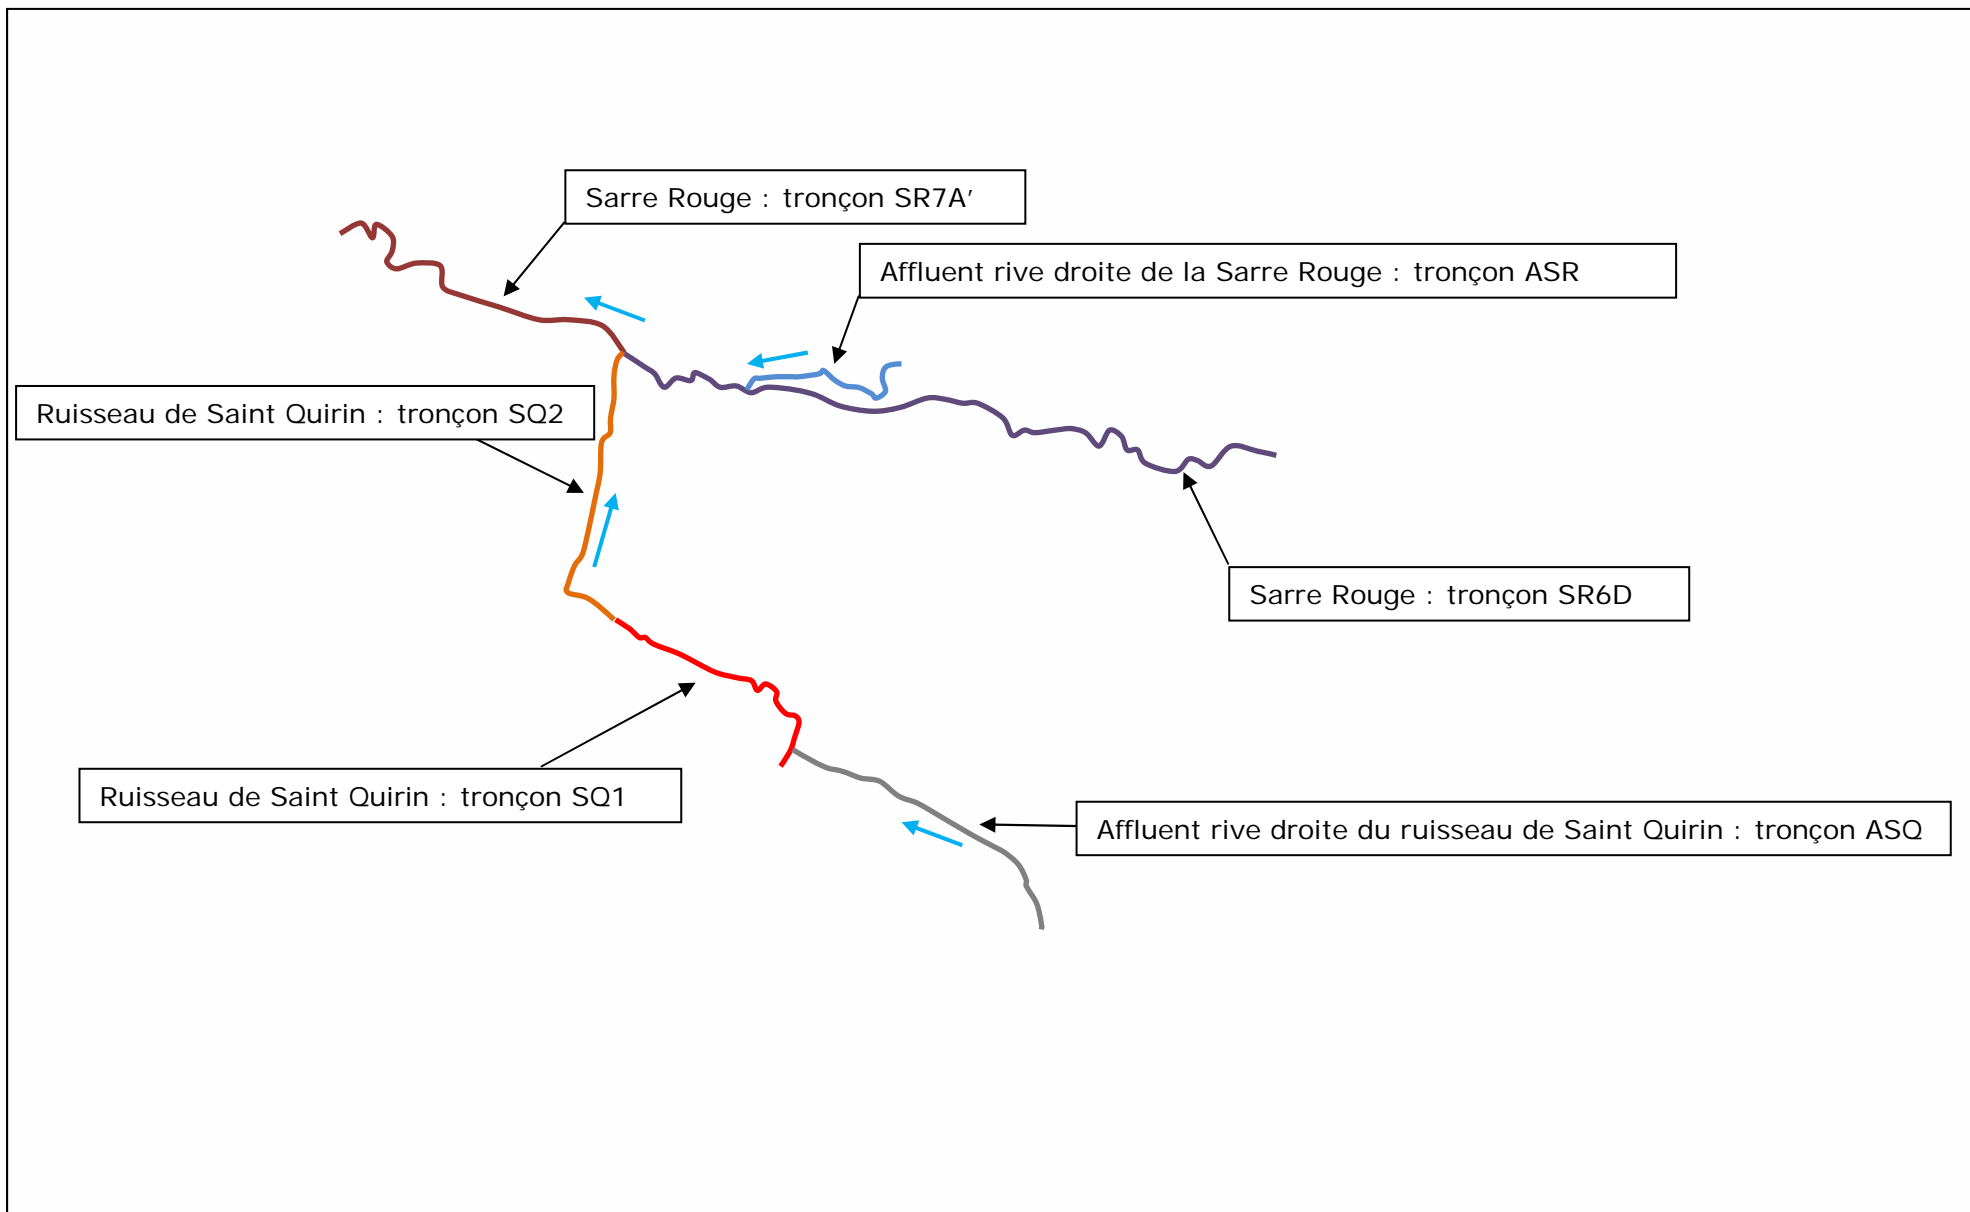 Sarre Rouge : tronçon SR7A’
Affluent rive droite de la Sarre Rouge : tronçon ASR
Ruisseau de Saint Quirin : tronçon SQ2
Sarre Rouge : tronçon SR6D
Ruisseau de Saint Quirin : tronçon SQ1
Affluent rive droite du ruisseau de Saint Quirin : tronçon ASQ